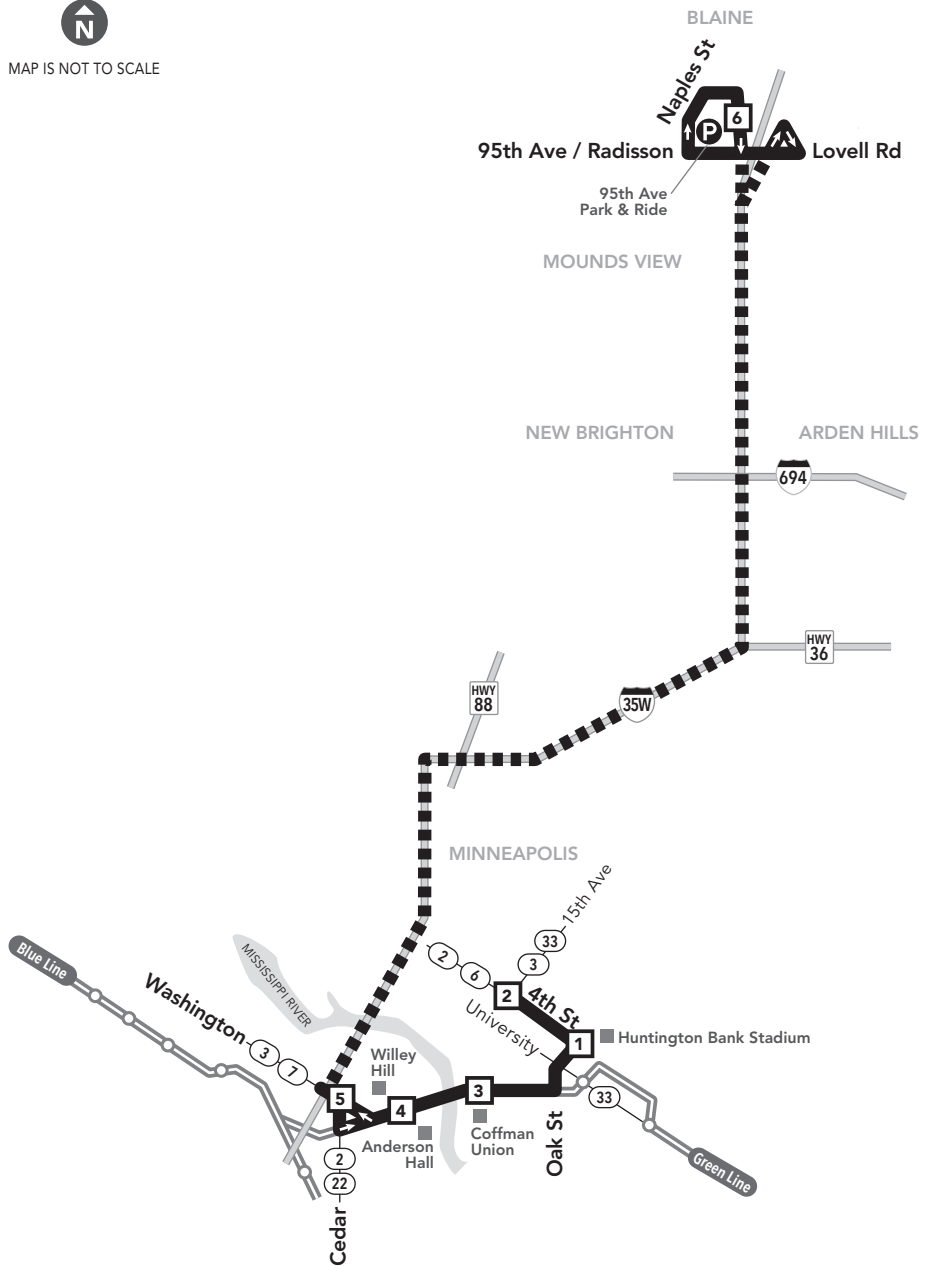 N
MAP IS NOT TO SCALE
BLAINE
Naples St
6
P
95th Ave / Radisson
Lovell Rd
95th Ave
Park & Ride
MOUNDS VIEW
NEW BRIGHTON
ARDEN HILLS
694
HWY
36
HWY
88
35W
MINNEAPOLIS
15th Ave
33
3
2
6
2
4th St
University
1
Huntington Bank Stadium
Blue Line
MISSISSIPPI RIVER
Washington
3
7
Willey
Hill
5
4
3
33
Anderson
Hall
Coffman
Union
Oak St
Green Line
2
22
Cedar